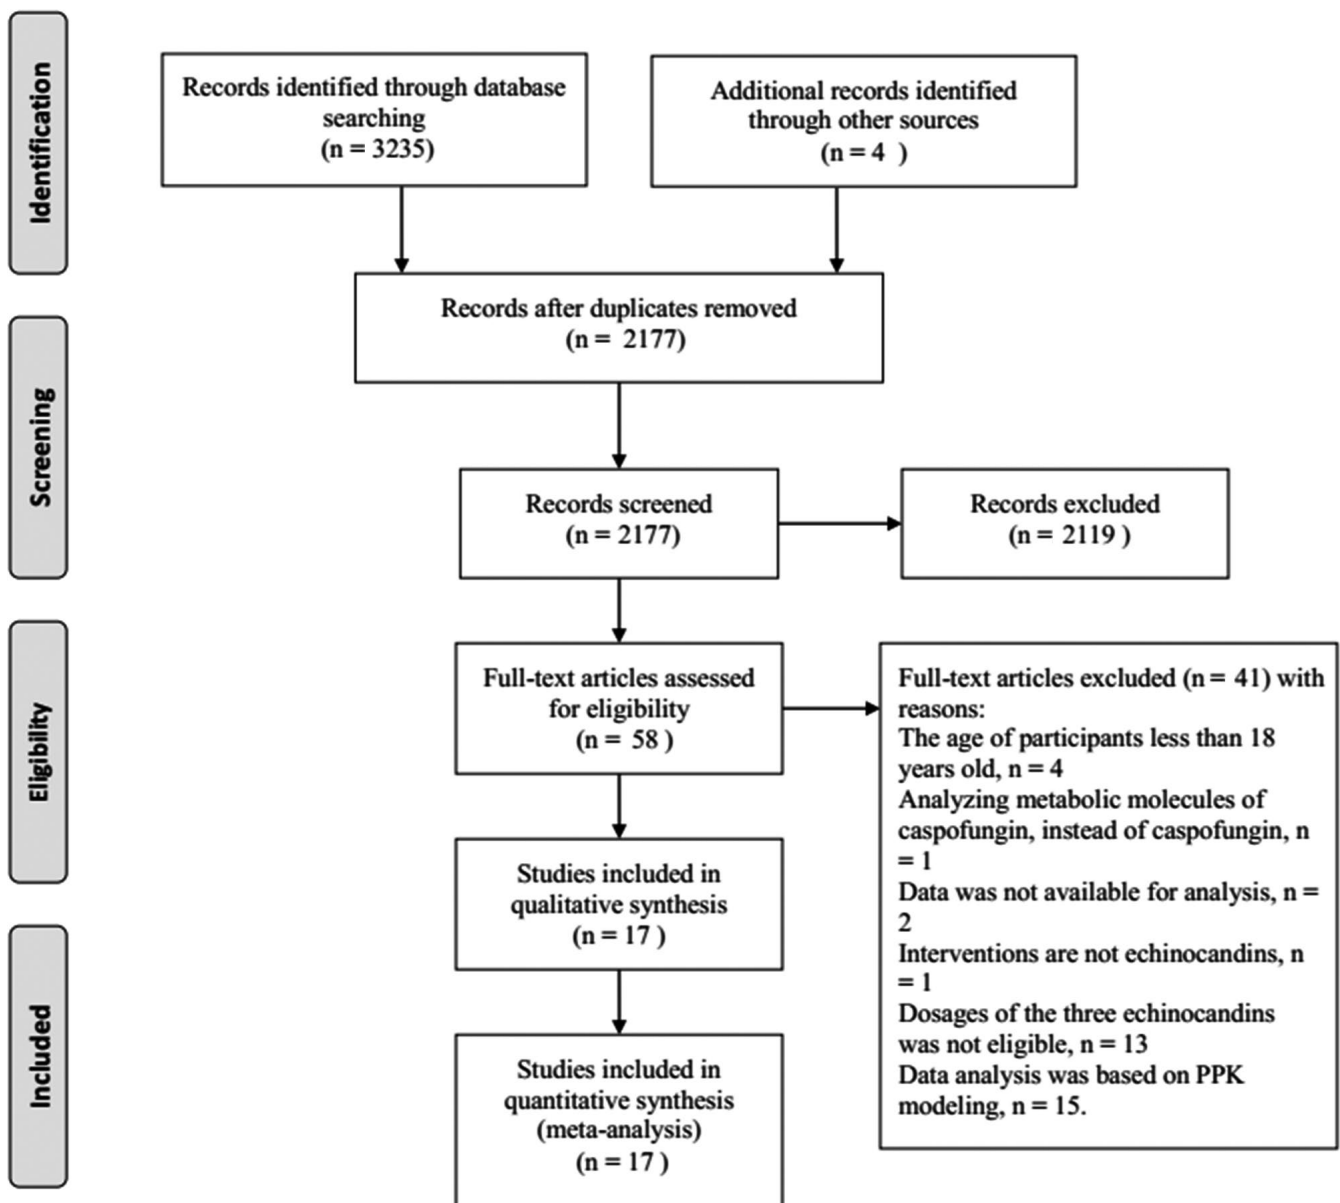 Identification
Records identified through database
searching
(n = 3235)
Additional records identified
through other sources
(n = 4 )
Records after duplicates removed
(n = 2177)
Screening
Records screened
(n = 2177)
Records excluded
(n = 2119 )
Eligibility
Full-text articles assessed
for eligibility
(n = 58 )
Full-text articles excluded (n = 41) with
reasons:
The age of participants less than 18
years old, n = 4
Analyzing metabolic molecules of
caspofungin, instead of caspofungin, n
= 1
Data was not available for analysis, n =
2
Interventions are not echinocandins, n
= 1
Dosages of the three echinocandins
was not eligible, n = 13
Data analysis was based on PPK
modeling, n = 15.
Studies included in
qualitative synthesis
(n = 17 )
Included
Studies included in
quantitative synthesis
(meta-analysis)
(n = 17 )